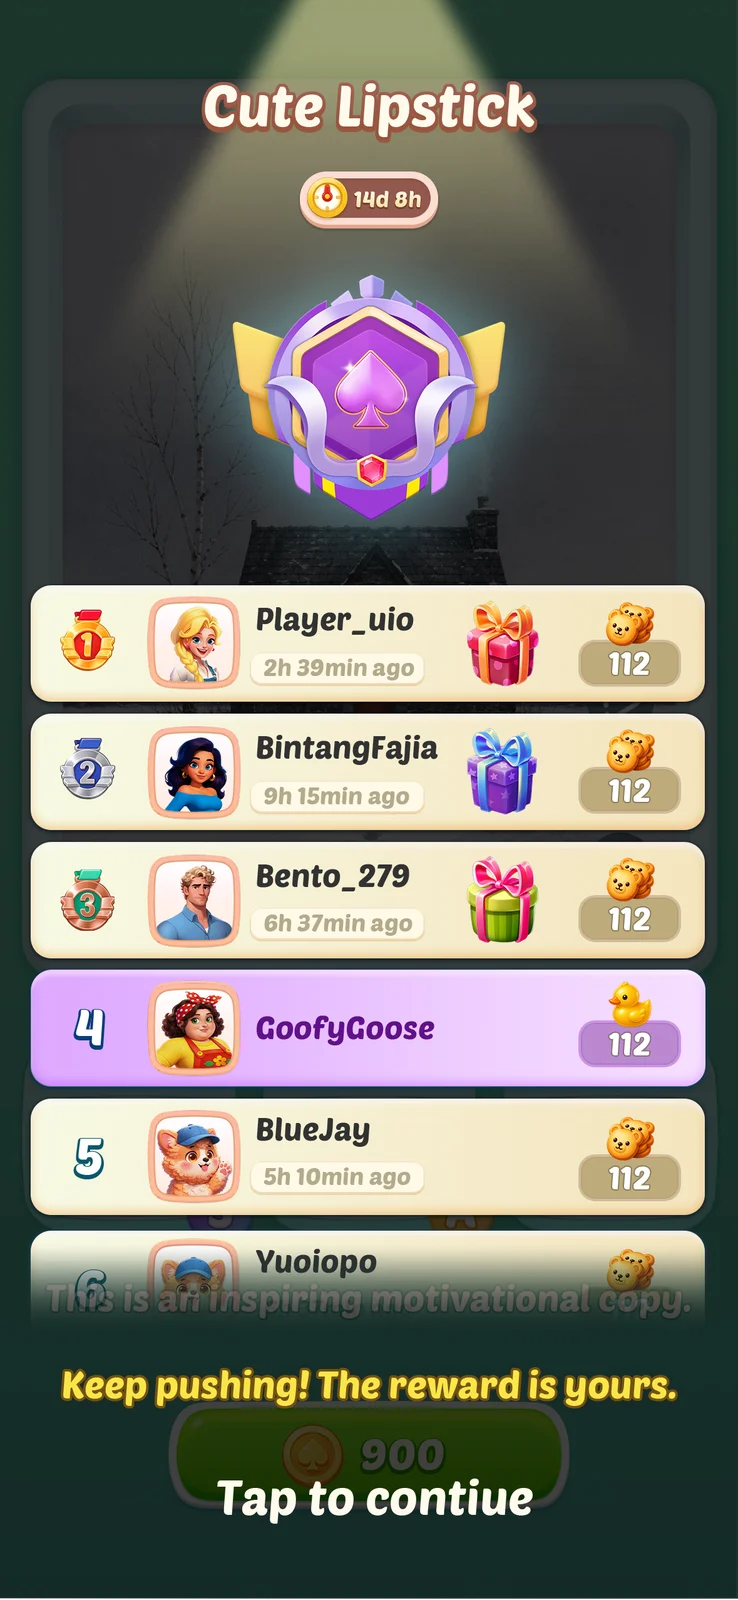 Cute Lipstick
14d 8h
1
Player_uio
2h 39min ago
112
2
BintangFajia
9h 15min ago
112
3
Bento_279
6h 37min ago
112
4
GoofyGoose
112
5
BlueJay
5h 10min ago
112
6
Yuoiopo
This is an inspiring motivational copy.
Keep pushing! The reward is yours.
900
Tap to contiue